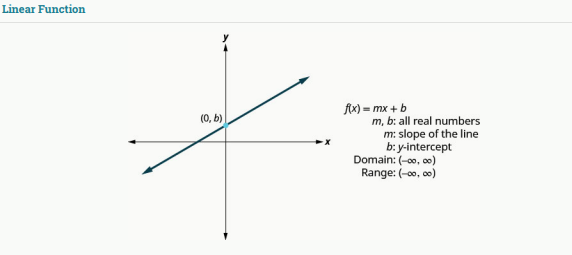 Linear Function
y
(0, b)
x
f(x) = mx + b
m, b: all real numbers
m: slope of the line
b: y-intercept
Domain: (–∞, ∞)
Range: (–∞, ∞)